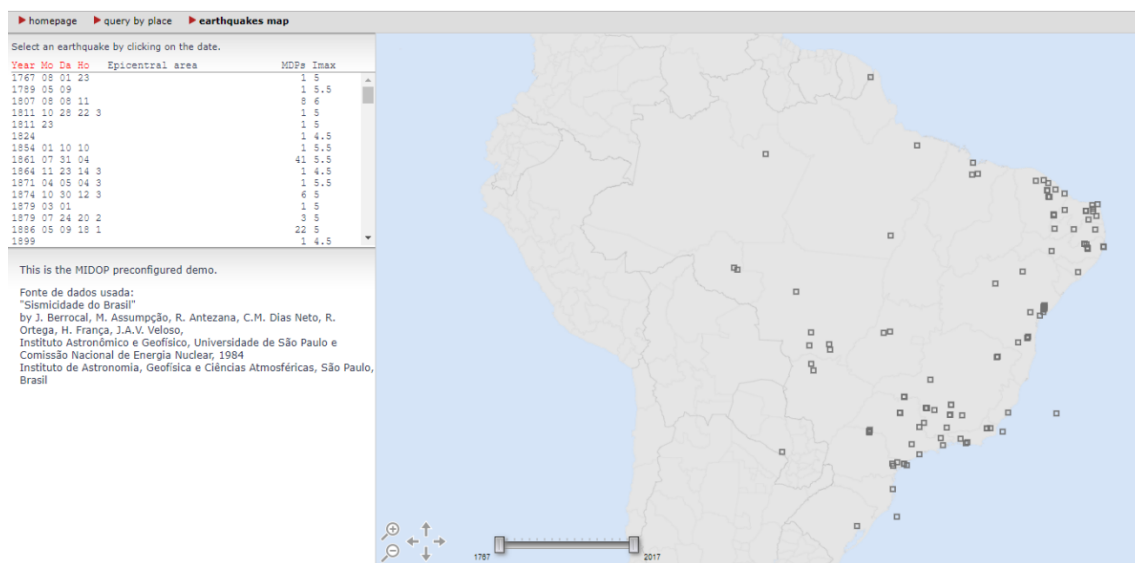 homepage query by place earthquakes map
Select an earthquake by clicking on the date.
Year Mo Da Ho Epicentral area MDPs Imax
1767 08 01 23 1 5
1789 05 09 1 5.5
1807 08 08 11 8 6
1811 10 28 22 3 1 5
1811 23 1 5
1824 1 4.5
1854 01 10 10 1 5.5
1861 07 31 04 41 5.5
1864 11 23 14 3 1 4.5
1871 04 05 04 3 1 5.5
1874 10 30 12 3 6 5
1879 03 01 1 5
1879 07 24 20 2 3 5
1886 05 09 18 1 22 5
1899 1 4.5
This is the MIDOP preconfigured demo.
Fonte de dados usada:
"Sismicidade do Brasil"
by J. Berrocal, M. Assumpção, R. Antezana, C.M. Dias Neto, R.
Ortega, H. França, J.A.V. Veloso,
Instituto Astronômico e Geofísico, Universidade de São Paulo e
Comissão Nacional de Energia Nuclear, 1984
Instituto de Astronomia, Geofísica e Ciências Atmosféricas, São Paulo,
Brasil
1767 2017